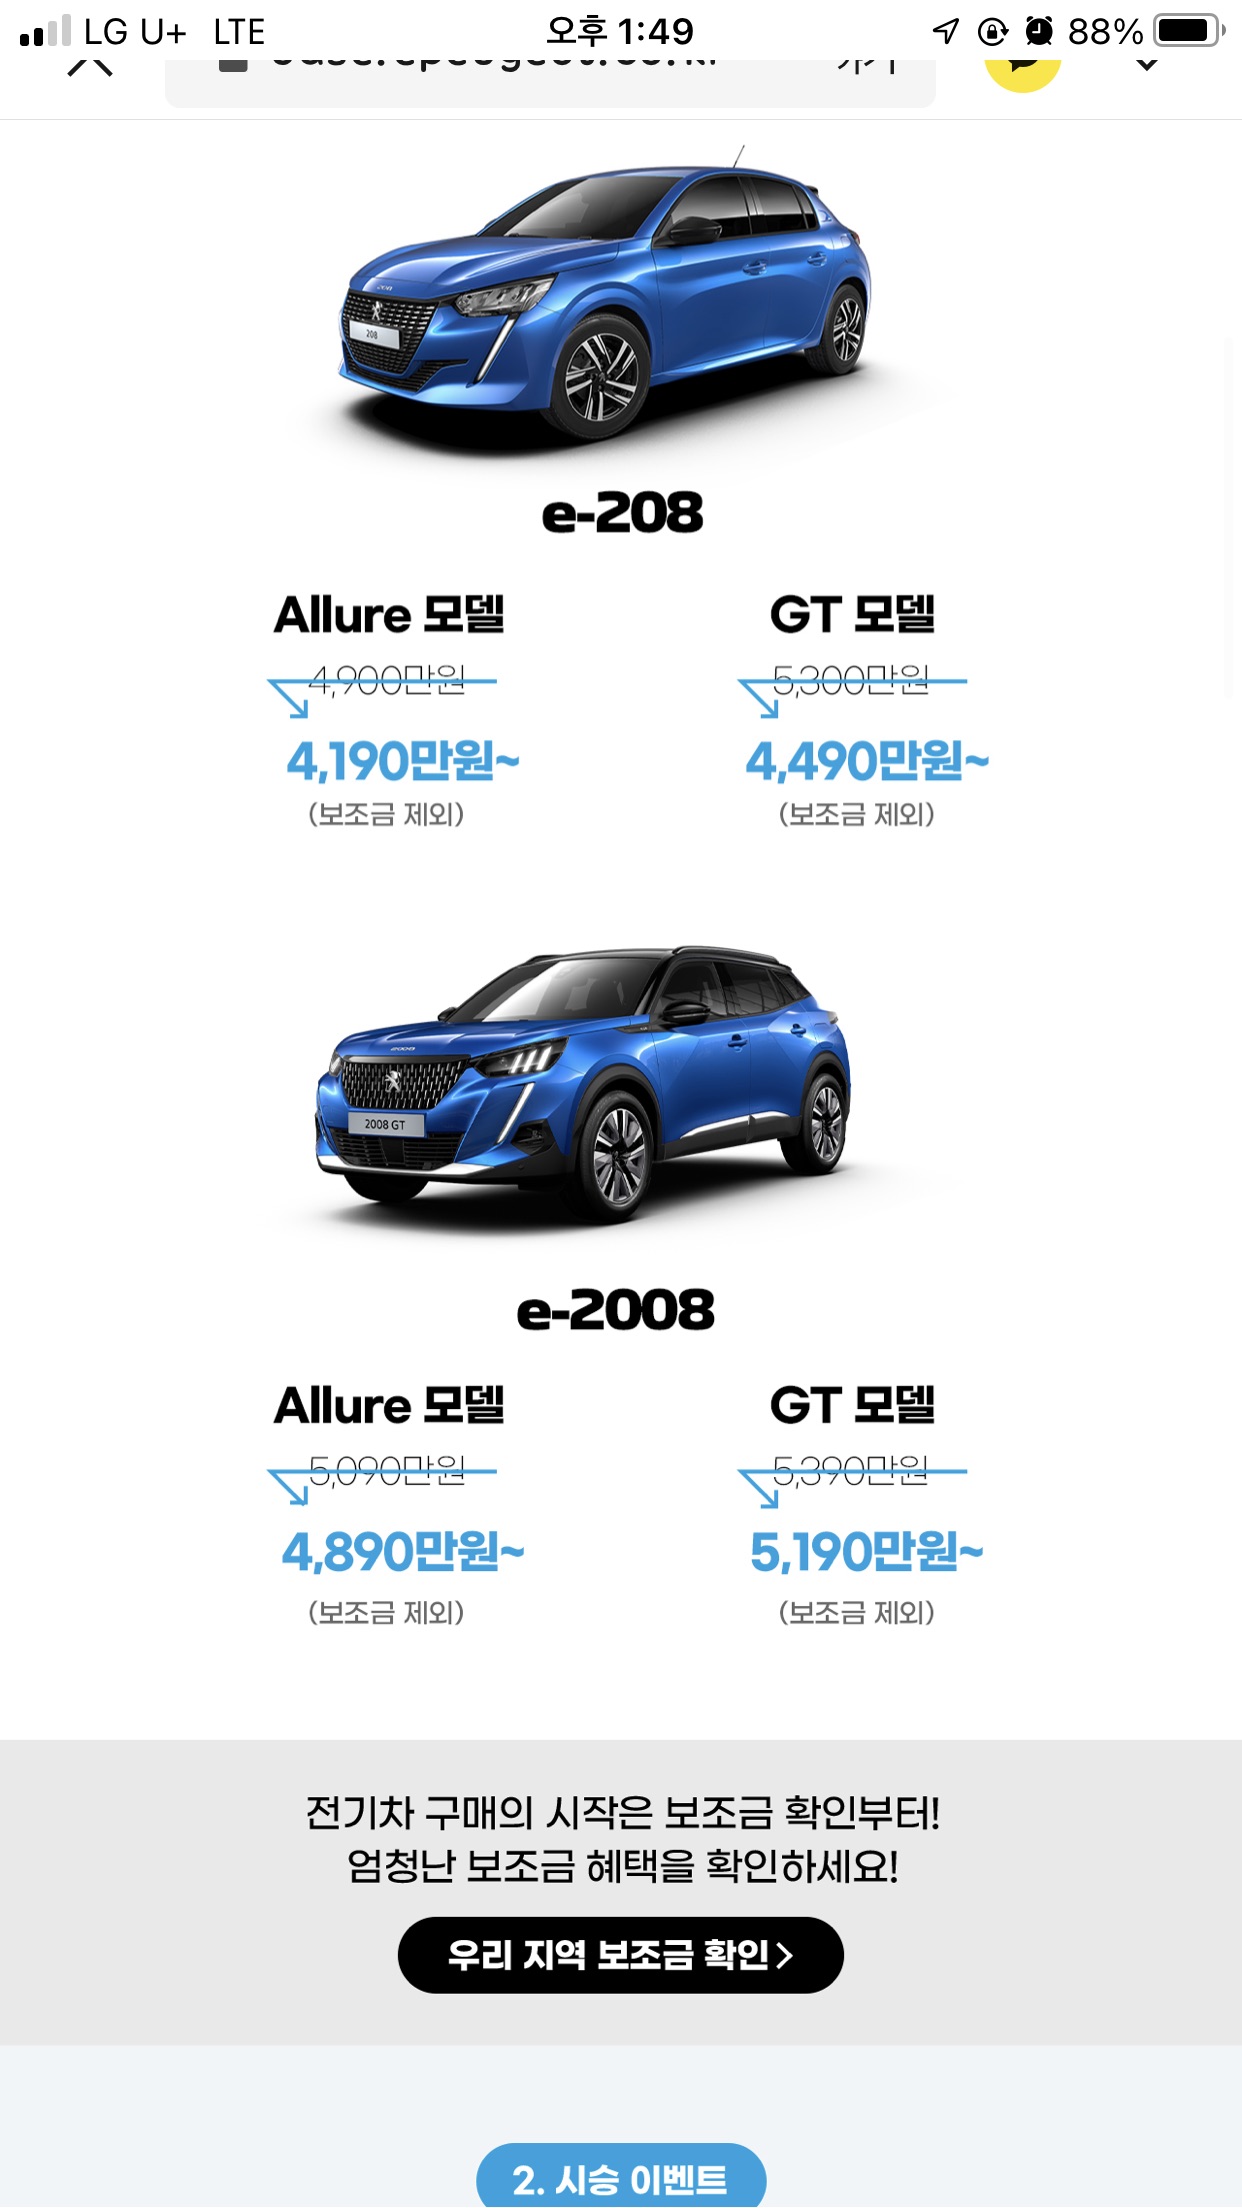 LG U+ LTE 오후 1:49 88%
208
208
e-208
Allure 모델 GT 모델
4,900만원 5,300만원
4,190만원~ 4,490만원~
(보조금 제외) (보조금 제외)
2008
2008 GT
e-2008
Allure 모델 GT 모델
5,090만원 5,390만원
4,890만원~ 5,190만원~
(보조금 제외) (보조금 제외)
전기차 구매의 시작은 보조금 확인부터!
엄청난 보조금 혜택을 확인하세요!
우리 지역 보조금 확인 >
2. 시승 이벤트